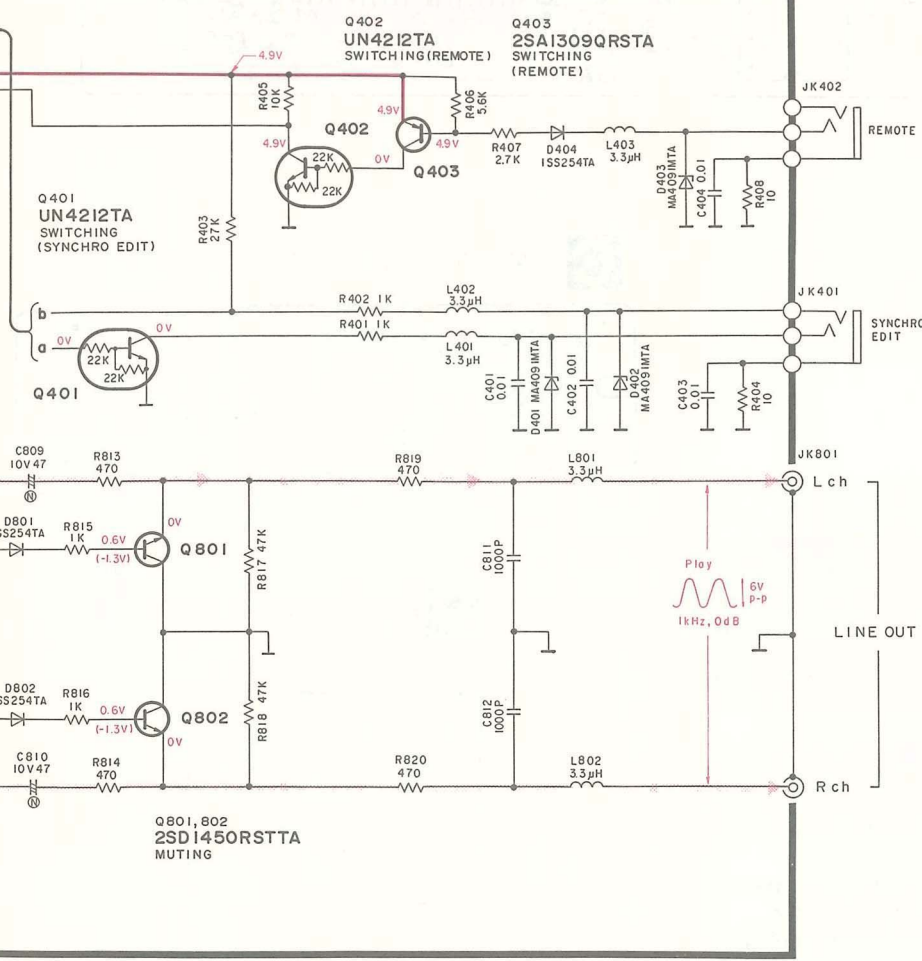 Q402
UN4212TA
SWITCHING (REMOTE)
Q403
2SA1309QRSTA
SWITCHING
(REMOTE)
4.9V
JK402
R405
10K
4.9V
R406
5.6K
Q402
4.9V
4.9V
REMOTE
22K
0V
Q403
R407
2.7K
D404
1SS254TA
L403
3.3μH
D403
MA4091MTA
C404 0.01
R408
10
22K
Q401
UN4212TA
SWITCHING
(SYNCHRO EDIT)
R403
27K
JK401
b
R402 1K
L402
3.3μH
0V
R401 1K
SYNCHRO
EDIT
a
0V
22K
22K
L401
3.3μH
Q401
C401
0.01
D401 MA4091MTA
C402 0.01
D402
MA4091MTA
C403
0.01
R404
10
C809
10V47
N
R813
470
R819
470
L801
3.3μH
JK801
Lch
0V
D801
SS254TA
R815
1K
0.6V
(-1.3V)
Q801
R817 47K
C811
1000P
Play
6V
P-P
1kHz, 0dB
LINE OUT
D802
SS254TA
R816
1K
0.6V
(-1.3V)
Q802
R818 47K
C812
1000P
0V
C810
10V47
N
R814
470
R820
470
L802
3.3μH
Rch
Q801,802
2SD1450RSTTA
MUTING